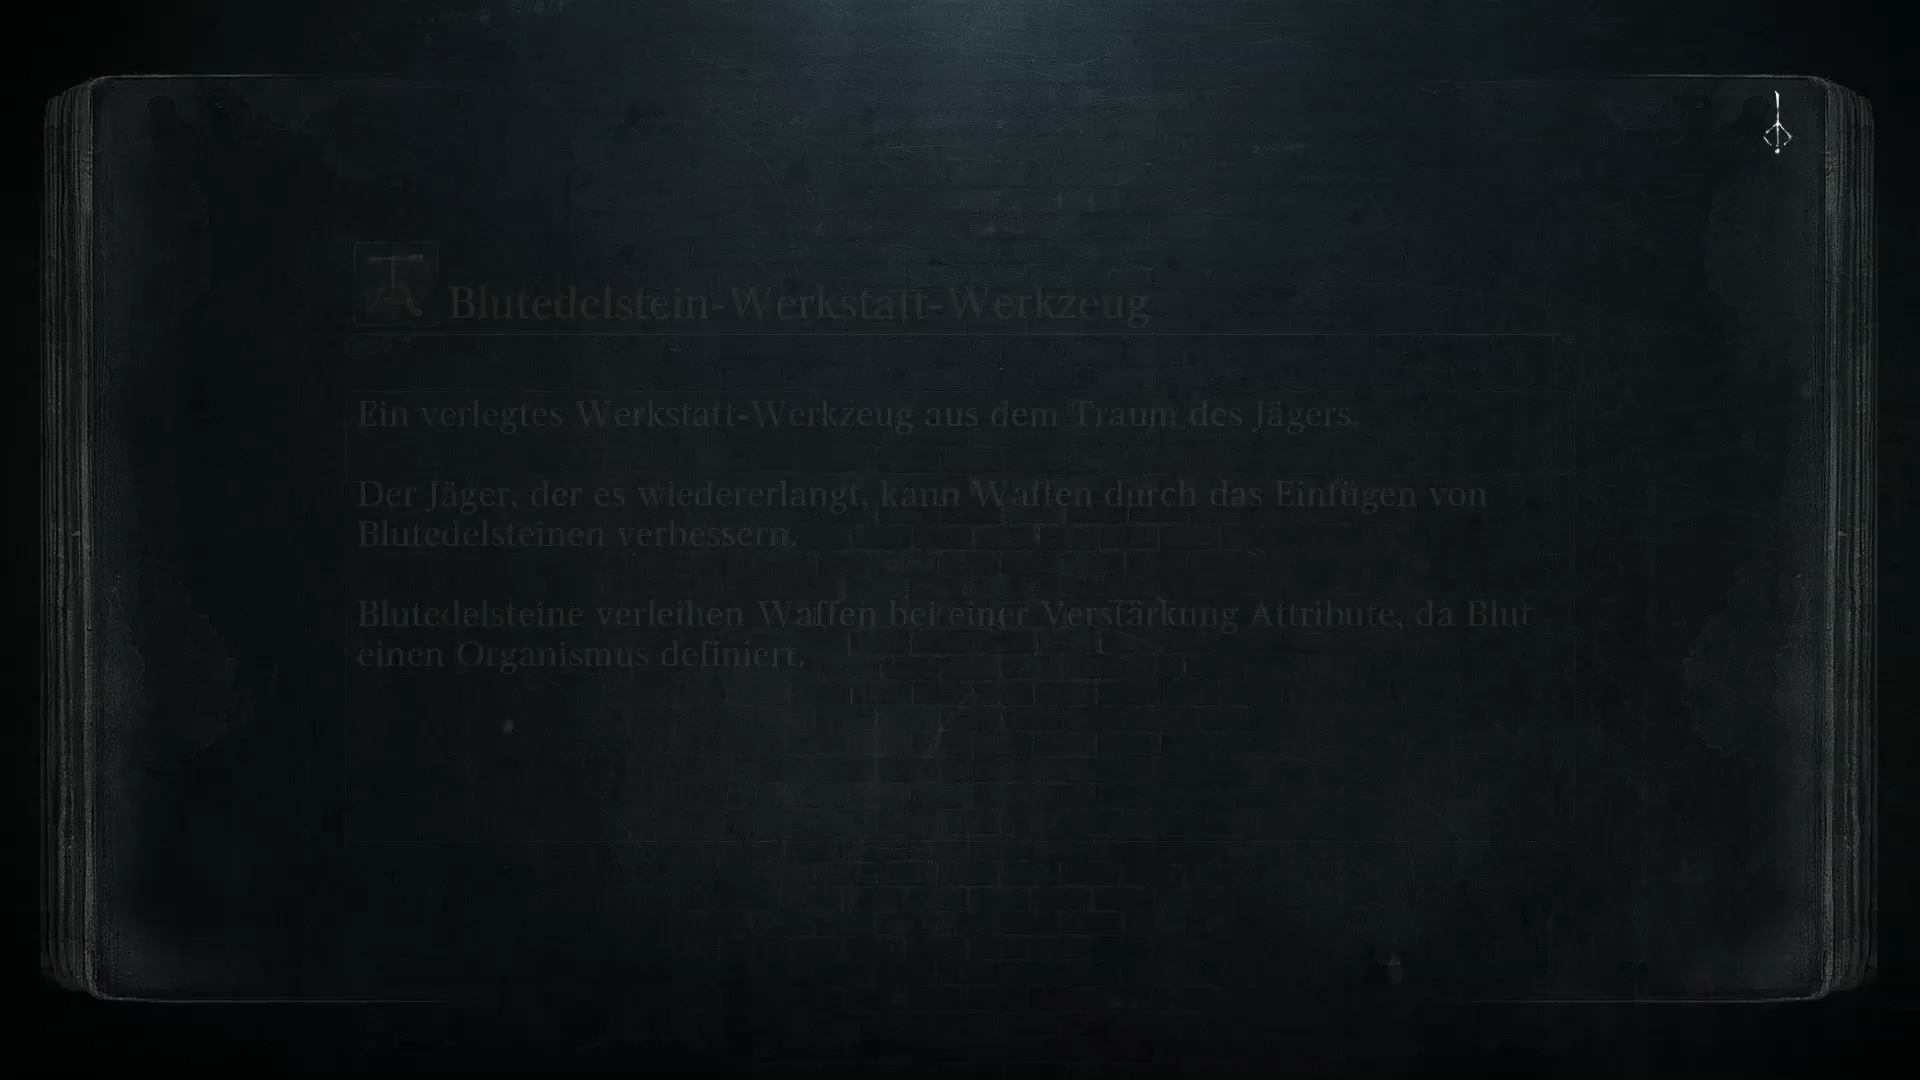 Blutedelstein-Werkstatt-Werkzeug
Ein verlegtes Werkstatt-Werkzeug aus dem Traum des Jägers.
Der Jäger, der es wiedererlangt, kann Waffen durch das Einfügen von
Blutedelsteinen verbessern.
Blutedelsteine verleihen Waffen bei einer Verstärkung Attribute, da Blut
einen Organismus definiert.